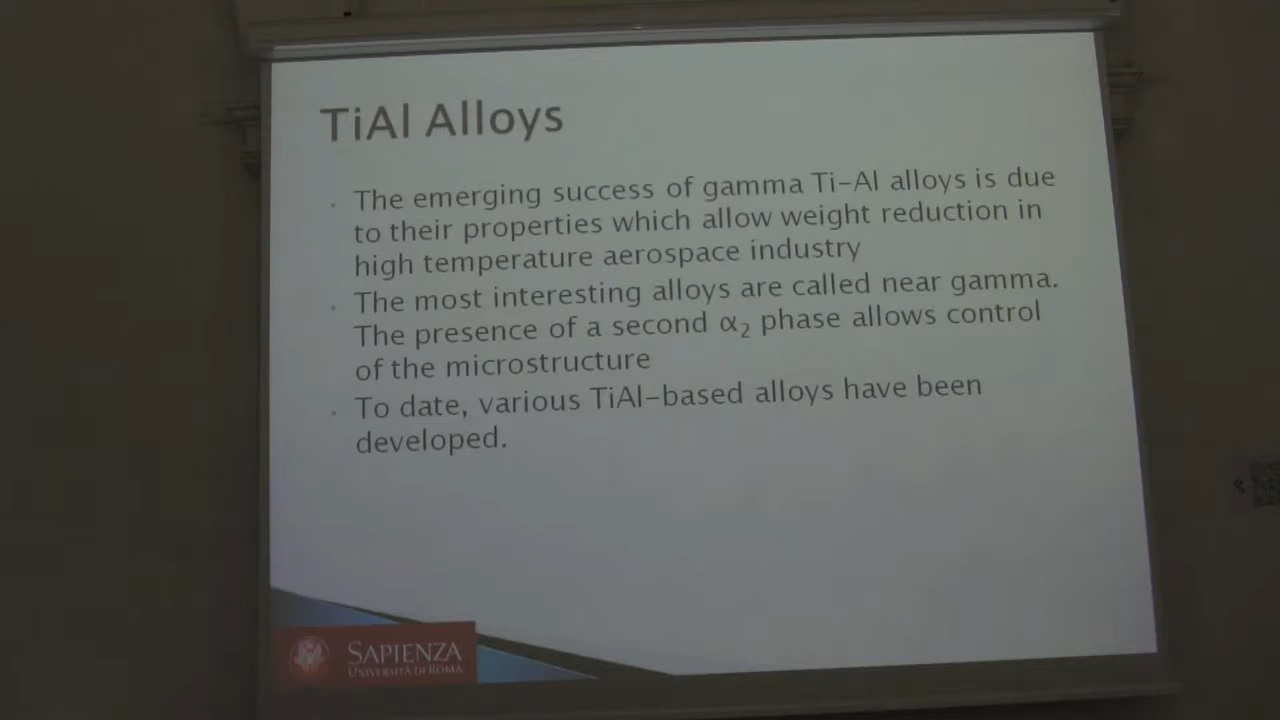 TiAl Alloys
The emerging success of gamma Ti-Al alloys is due
to their properties which allow weight reduction in
high temperature aerospace industry
The most interesting alloys are called near gamma.
The presence of a second α₂ phase allows control
of the microstructure
To date, various TiAl-based alloys have been
developed.
SAPIENZA
UNIVERSITÀ DI ROMA